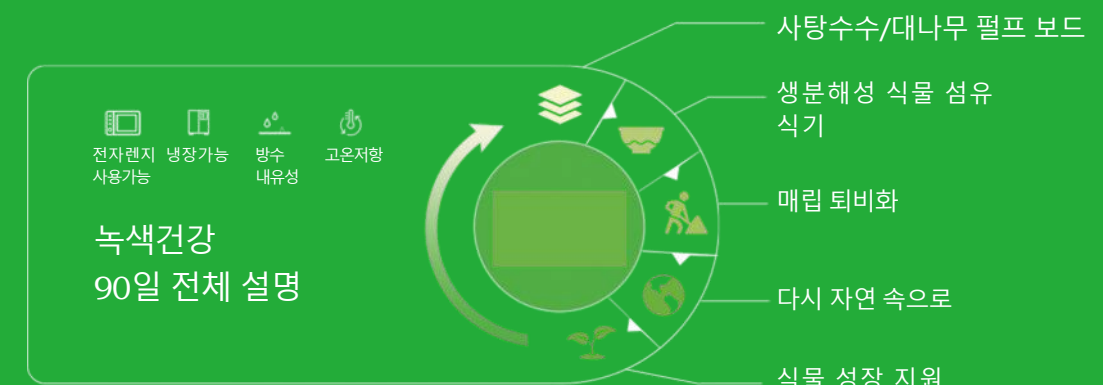 사탕수수/대나무 펄프 보드
생분해성 식물 섬유
식기
매립 퇴비화
다시 자연 속으로
식물 성장 지원
전자렌지
사용가능
냉장가능
방수
내유성
고온저항
녹색건강
90일 전체 설명